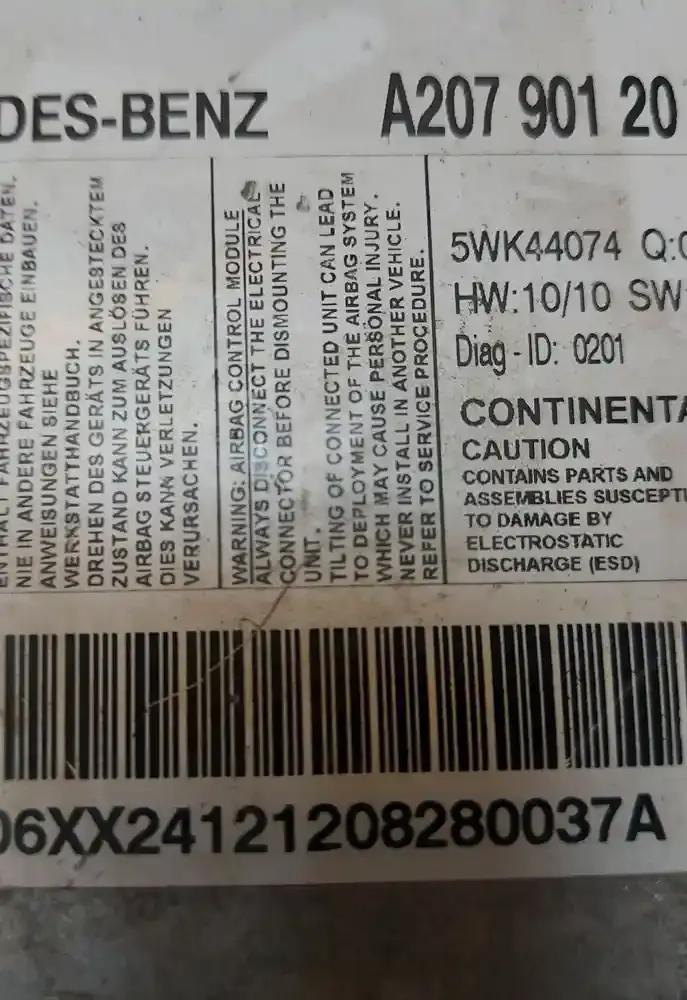 DES-BENZ
A207 901 20
ENTHÄLT FAHRZEUGSPEZIFISCHE DATEN.
NIE IN ANDERE FAHRZEUGE EINBAUEN.
ANWEISUNGEN SIEHE
WERKSTATTHANDBUCH.
DREHEN DES GERÄTS IN ANGESTECKTEM
ZUSTAND KANN ZUM AUSLÖSEN DES
AIRBAG STEUERGERÄTS FÜHREN.
DIES KANN VERLETZUNGEN
VERURSACHEN.
WARNING: AIRBAG CONTROL MODULE
ALWAYS DISCONNECT THE ELECTRICAL
CONNECTOR BEFORE DISMOUNTING THE
UNIT.
TILTING OF CONNECTED UNIT CAN LEAD
TO DEPLOYMENT OF THE AIRBAG SYSTEM
WHICH MAY CAUSE PERSONAL INJURY.
NEVER INSTALL IN ANOTHER VEHICLE.
REFER TO SERVICE PROCEDURE.
5WK44074 Q:
HW:10/10 SW
Diag - ID: 0201
CONTINENTA
CAUTION
CONTAINS PARTS AND
ASSEMBLIES SUSCEPTI
TO DAMAGE BY
ELECTROSTATIC
DISCHARGE (ESD)
06XX24121208280037A